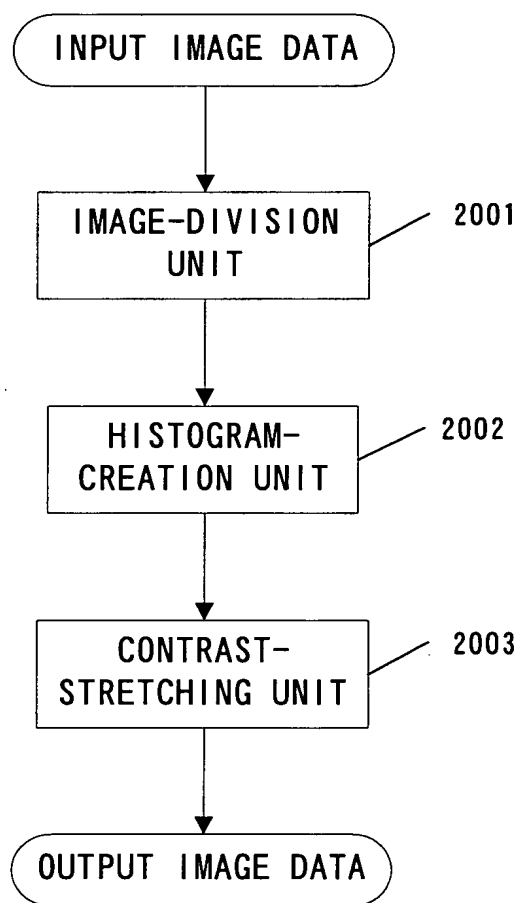 INPUT IMAGE DATA
IMAGE-DIVISION
UNIT
2001
HISTOGRAM-
CREATION UNIT
2002
CONTRAST-
STRETCHING UNIT
2003
OUTPUT IMAGE DATA